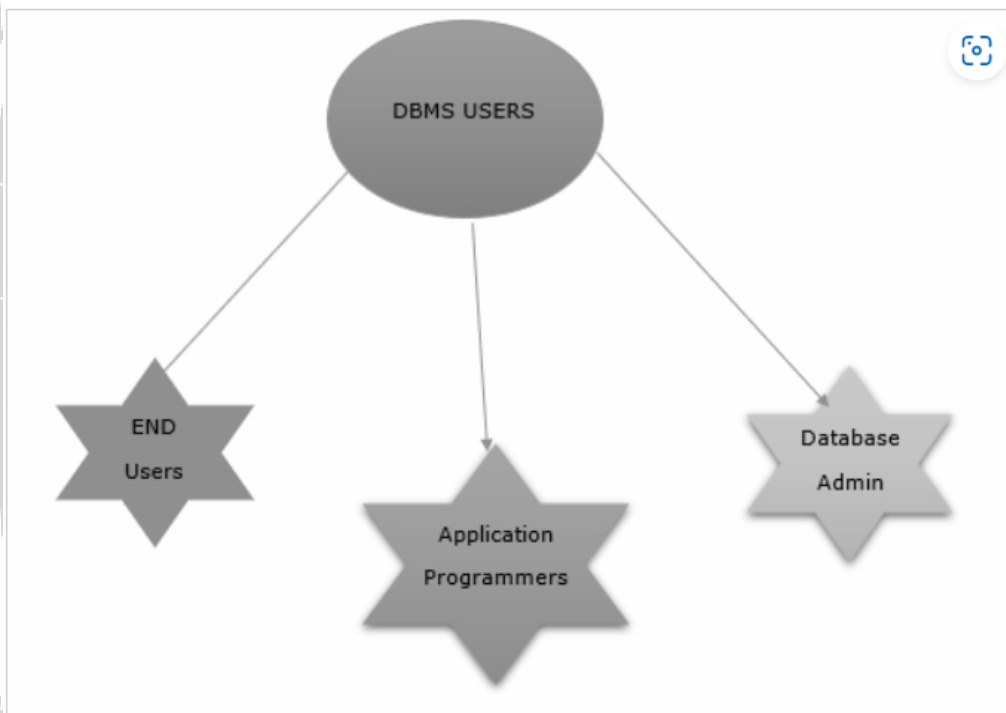 DBMS USERS
END
Users
Database
Admin
Application
Programmers